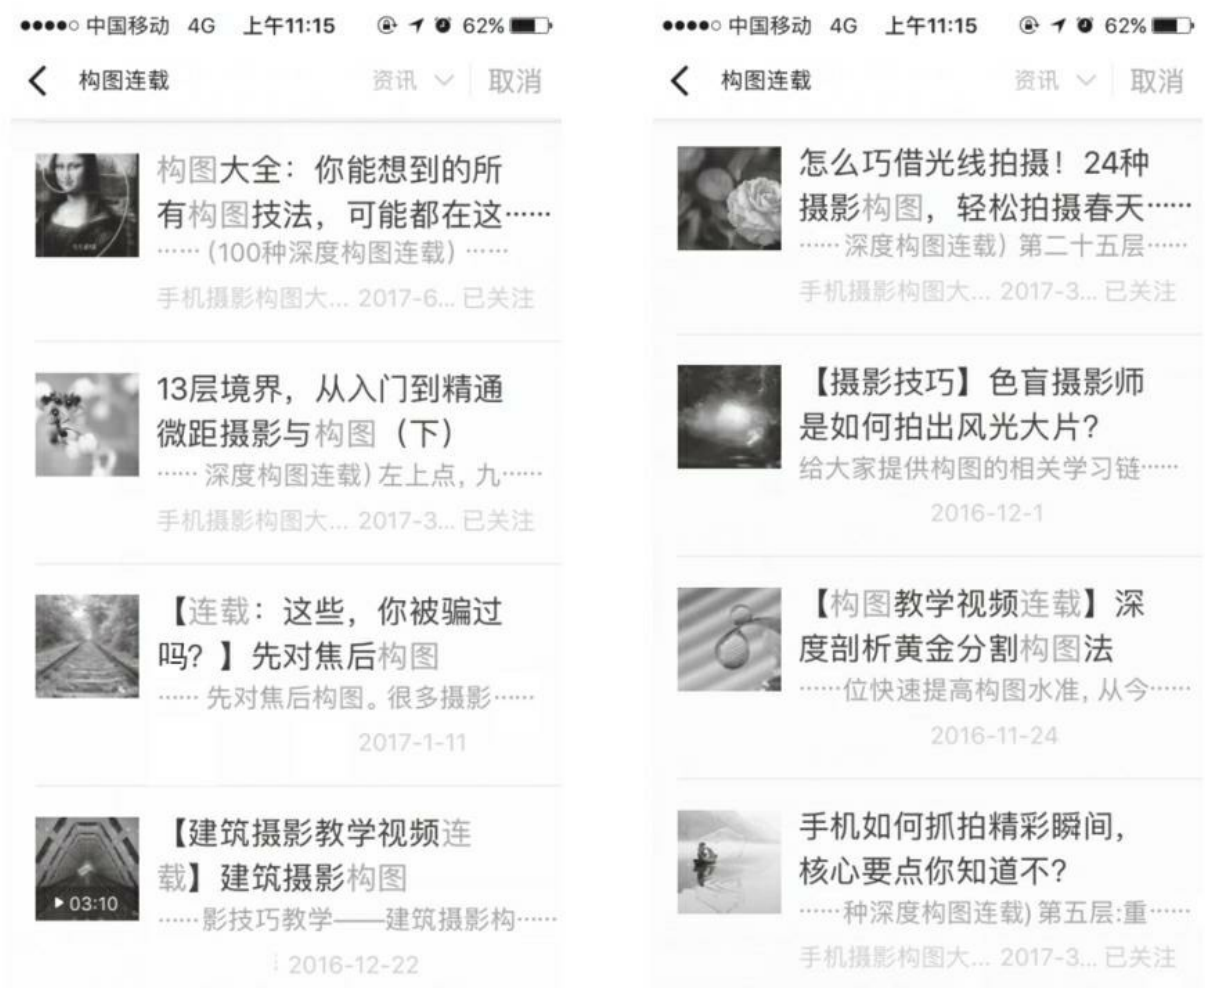 中国移动 4G 上午11:15 62%
构图连载 资讯 取消
构图大全：你能想到的所
有构图技法，可能都在这……
……（100种深度构图连载）……
手机摄影构图大... 2017-6... 已关注
13层境界，从入门到精通
微距摄影与构图（下）
……深度构图连载）左上点，九……
手机摄影构图大... 2017-3... 已关注
【连载：这些，你被骗过
吗？】先对焦后构图
……先对焦后构图。很多摄影……
2017-1-11
【建筑摄影教学视频连
载】建筑摄影构图
03:10
……影技巧教学——建筑摄影构……
2016-12-22
中国移动 4G 上午11:15 62%
构图连载 资讯 取消
怎么巧借光线拍摄！24种
摄影构图，轻松拍摄春天……
……深度构图连载）第二十五层……
手机摄影构图大... 2017-3... 已关注
【摄影技巧】色盲摄影师
是如何拍出风光大片？
给大家提供构图的相关学习链……
2016-12-1
【构图教学视频连载】深
度剖析黄金分割构图法
……位快速提高构图水准，从今……
2016-11-24
手机如何抓拍精彩瞬间，
核心要点你知道不？
……种深度构图连载）第五层:重……
手机摄影构图大... 2017-3... 已关注